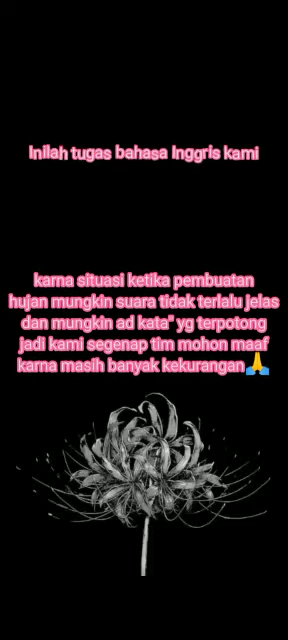 Inilah tugas bahasa Inggris kami
karna situasi ketika pembuatan
hujan mungkin suara tidak terlalu jelas
dan mungkin ad kata" yg terpotong
jadi kami segenap tim mohon maaf
karna masih banyak kekurangan🙏